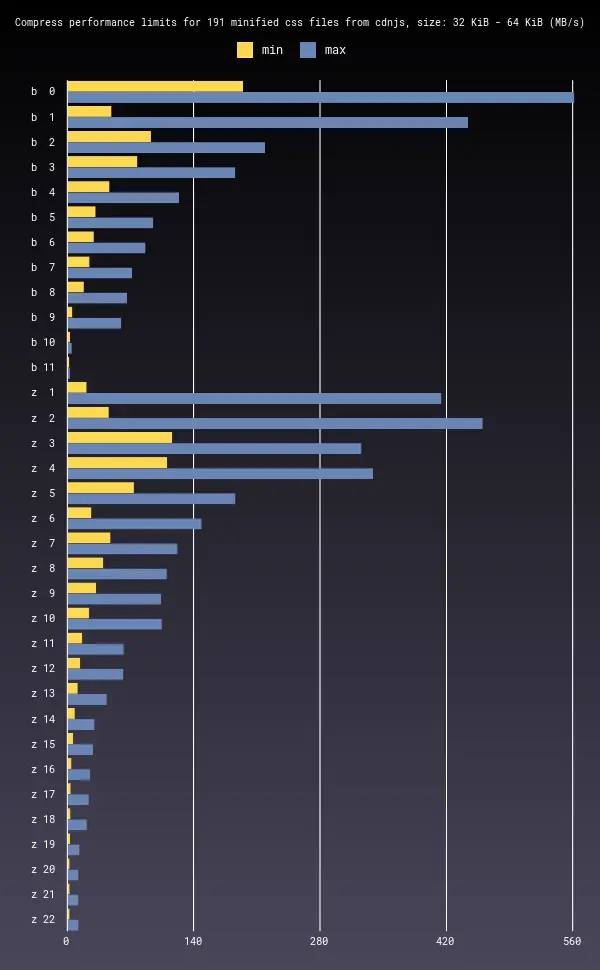 Compress performance limits for 191 minified css files from cdnjs, size: 32 KiB - 64 KiB (MB/s)
min max
b 0
b 1
b 2
b 3
b 4
b 5
b 6
b 7
b 8
b 9
b 10
b 11
z 1
z 2
z 3
z 4
z 5
z 6
z 7
z 8
z 9
z 10
z 11
z 12
z 13
z 14
z 15
z 16
z 17
z 18
z 19
z 20
z 21
z 22
0 140 280 420 560